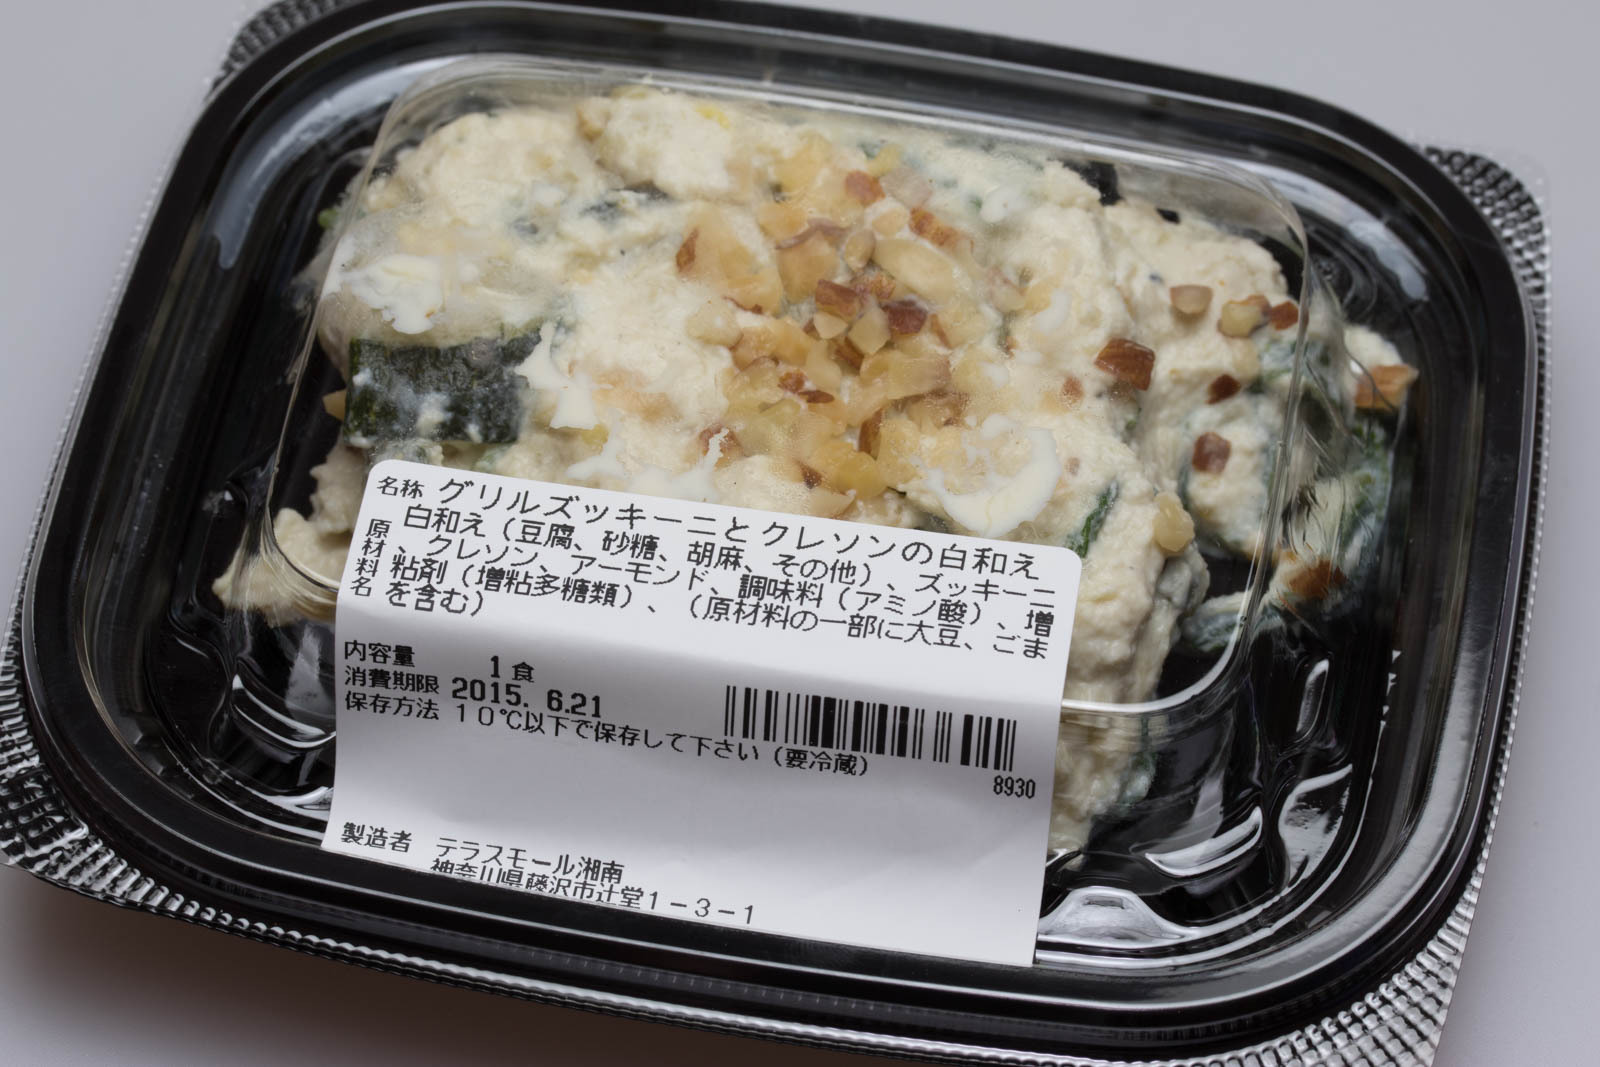 名称 グリルズッキーニとクレソンの白和え
原材料名 白和え（豆腐、砂糖、胡麻、その他）、ズッキーニ
、クレソン、アーモンド、調味料（アミノ酸）、増
粘剤（増粘多糖類）、（原材料の一部に大豆、ごま
を含む）
内容量 1食
消費期限 2015. 6.21
保存方法 10℃以下で保存して下さい（要冷蔵）
8930
製造者 テラスモール湘南
神奈川県藤沢市辻堂1-3-1